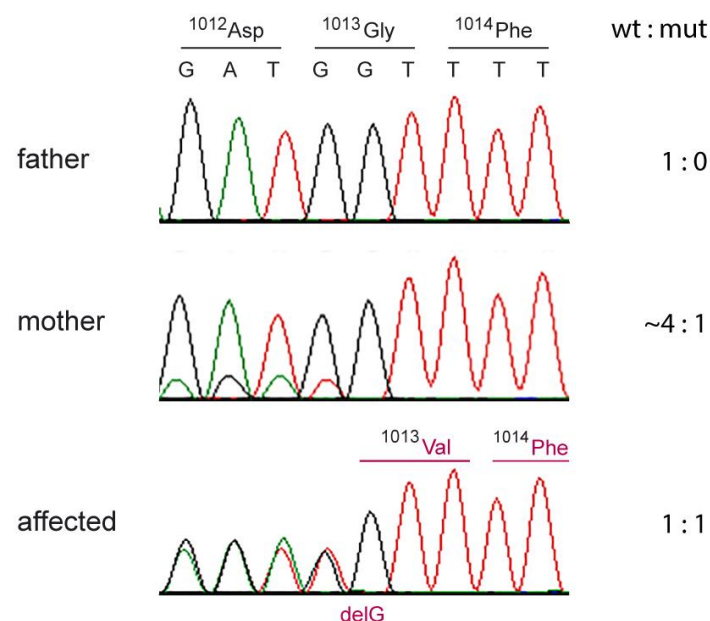 ¹⁰¹²Asp ¹⁰¹³Gly ¹⁰¹⁴Phe wt : mut
G A T G G T T T T
father 1 : 0
mother ~4 : 1
¹⁰¹³Val ¹⁰¹⁴Phe
affected 1 : 1
delG